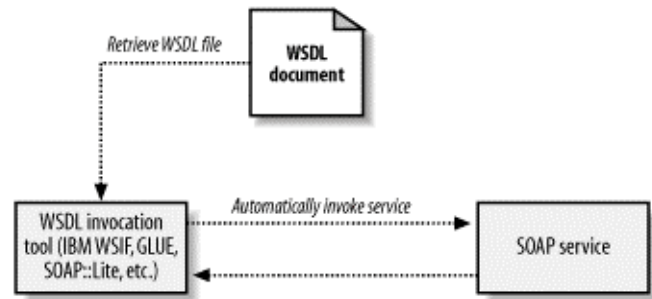 Retrieve WSDL file
WSDL
document
Automatically invoke service
WSDL invocation
tool (IBM WSIF, GLUE,
SOAP::Lite, etc.)
SOAP service